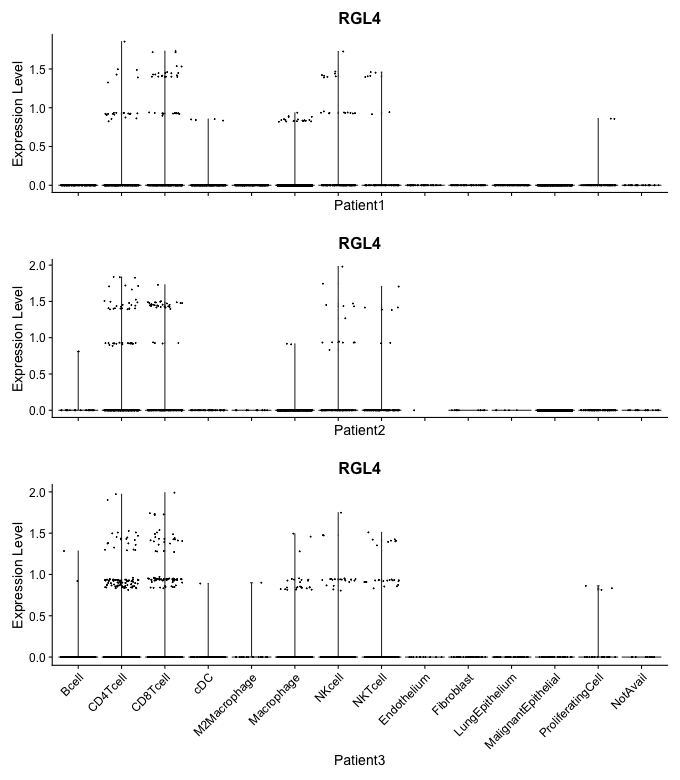 RGL4
Expression Level
1.5
1.0
0.5
0.0
Patient1
RGL4
Expression Level
2.0
1.5
1.0
0.5
0.0
Patient2
RGL4
Expression Level
2.0
1.5
1.0
0.5
0.0
Bcell
CD4Tcell
CD8Tcell
cDC
M2Macrophage
Macrophage
NKcell
NKTcell
Endothelium
Fibroblast
LungEpithelium
MalignantEpithelial
ProliferatingCell
NotAvail
Patient3